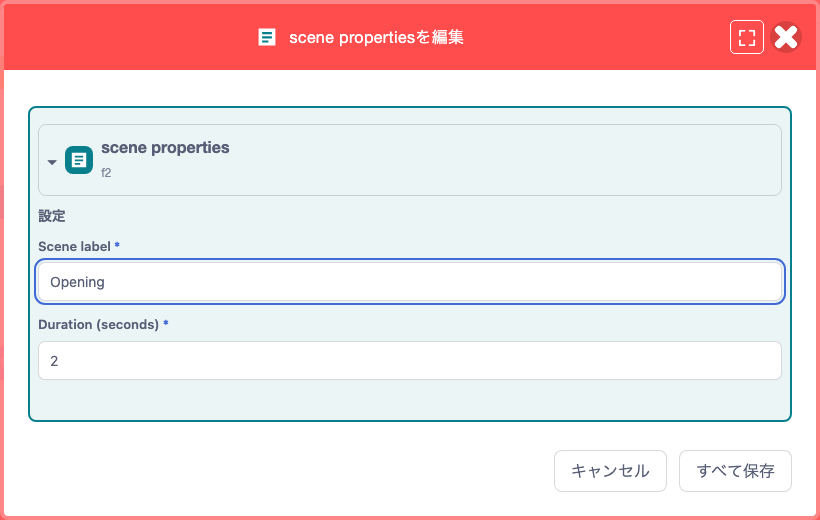 scene propertiesを編集
scene properties
f2
設定
Scene label *
Opening
Duration (seconds) *
2
キャンセル
すべて保存